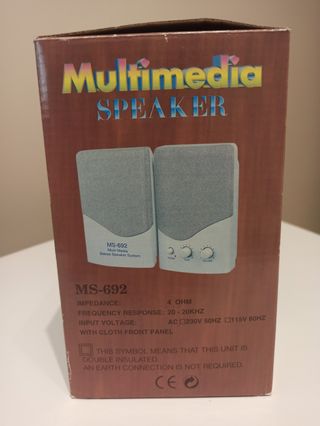 Multimedia
SPEAKER
MS-692
Multi Media
Stereo Speaker System
MS-692
IMPEDANCE: 4 OHM
FREQUENCY RESPONSE: 20 - 20KHZ
INPUT VOLTAGE: AC □230V 50HZ □115V 60HZ
WITH CLOTH FRONT PANEL
THIS SYMBOL MEANS THAT THIS UNIT IS
DOUBLE INSULATED.
AN EARTH CONNECTION IS NOT REQUIRED.
CE